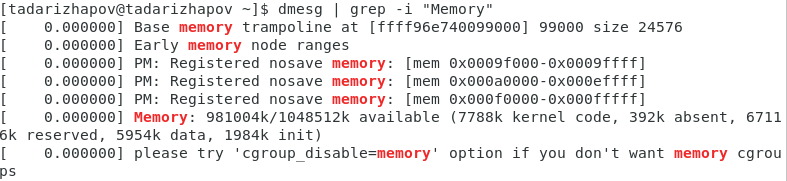 [tadarizhapov@tadarizhapov ~]$ dmesg | grep -i "Memory"
[    0.000000] Base memory trampoline at [ffff96e740099000] 99000 size 24576
[    0.000000] Early memory node ranges
[    0.000000] PM: Registered nosave memory: [mem 0x0009f000-0x0009ffff]
[    0.000000] PM: Registered nosave memory: [mem 0x000a0000-0x000effff]
[    0.000000] PM: Registered nosave memory: [mem 0x000f0000-0x000fffff]
[    0.000000] Memory: 981004k/1048512k available (7788k kernel code, 392k absent, 6711
6k reserved, 5954k data, 1984k init)
[    0.000000] please try 'cgroup_disable=memory' option if you don't want memory cgrou
ps